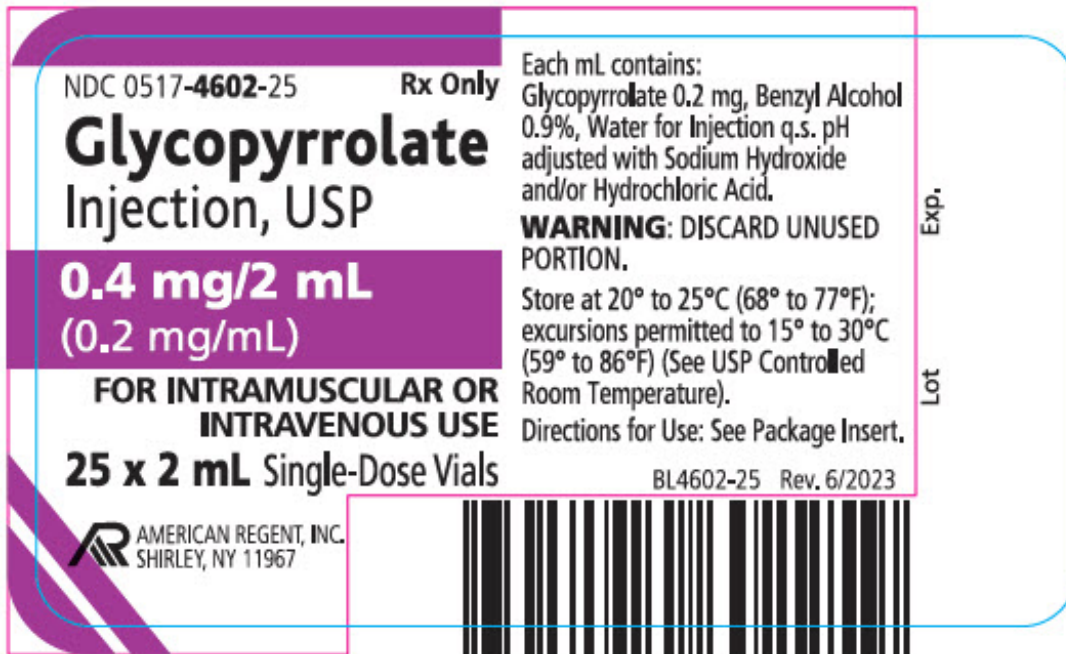 NDC 0517-4602-25 Rx Only
Glycopyrrolate
Injection, USP
0.4 mg/2 mL
(0.2 mg/mL)
FOR INTRAMUSCULAR OR
INTRAVENOUS USE
25 x 2 mL Single-Dose Vials
AR AMERICAN REGENT, INC.
SHIRLEY, NY 11967
Each mL contains:
Glycopyrrolate 0.2 mg, Benzyl Alcohol
0.9%, Water for Injection q.s. pH
adjusted with Sodium Hydroxide
and/or Hydrochloric Acid.
WARNING: DISCARD UNUSED
PORTION.
Store at 20° to 25°C (68° to 77°F);
excursions permitted to 15° to 30°C
(59° to 86°F) (See USP Controlled
Room Temperature).
Directions for Use: See Package Insert.
BL4602-25 Rev. 6/2023
Exp.
Lot